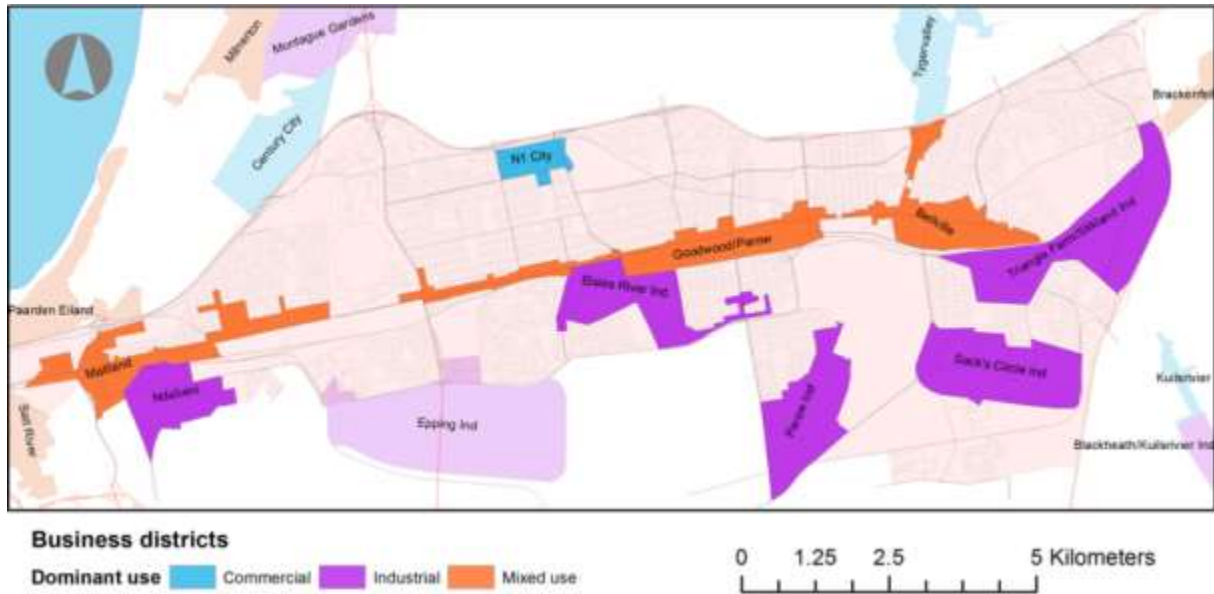 Milnerton
Montague Gardens
Tygervalley
Century City
Brackenfell
N1 City
Bellville
Goodwood/Parow
Triangle Farm/Stikland Ind
Elsies River Ind
Paarden Eiland
Maitland
Ndabeni
Sack's Circle Ind
Kuilsrivier
Parow Ind
Salt River
Epping Ind
Blackheath/Kuilsrivier Ind
Business districts
Dominant use Commercial Industrial Mixed use
0 1.25 2.5 5 Kilometers